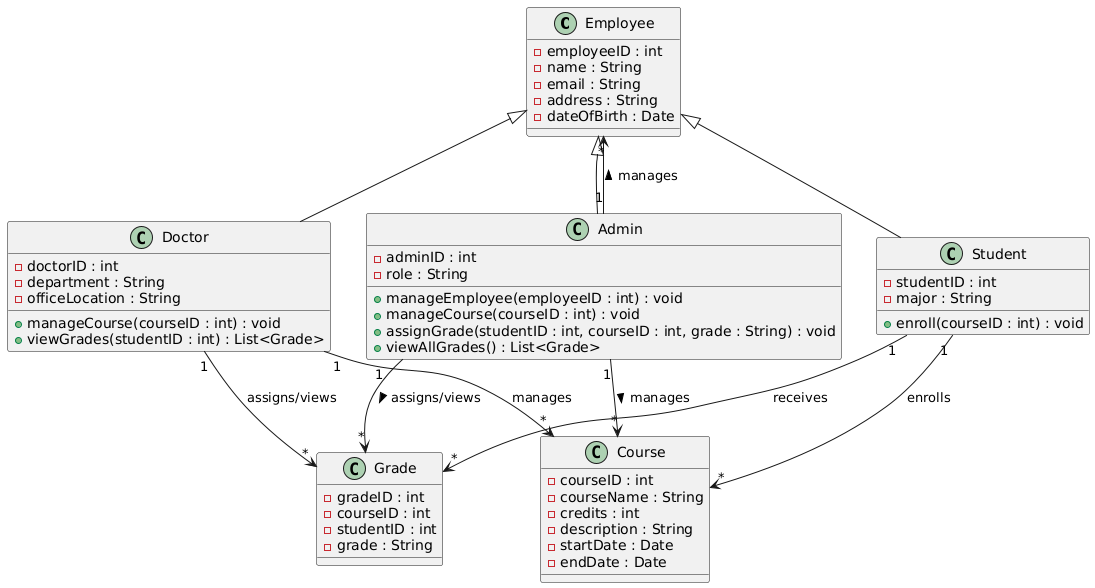 C Employee
employeeID : int
name : String
email : String
address : String
dateOfBirth : Date
*
manages
1
C Doctor
doctorID : int
department : String
officeLocation : String
manageCourse(courseID : int) : void
viewGrades(studentID : int) : List<Grade>
C Admin
adminID : int
role : String
manageEmployee(employeeID : int) : void
manageCourse(courseID : int) : void
assignGrade(studentID : int, courseID : int, grade : String) : void
viewAllGrades() : List<Grade>
C Student
studentID : int
major : String
enroll(courseID : int) : void
1
1
1
1
1
1
assigns/views
assigns/views
manages
manages
receives
enrolls
*
*
*
*
*
*
C Grade
gradeID : int
courseID : int
studentID : int
grade : String
C Course
courseID : int
courseName : String
credits : int
description : String
startDate : Date
endDate : Date